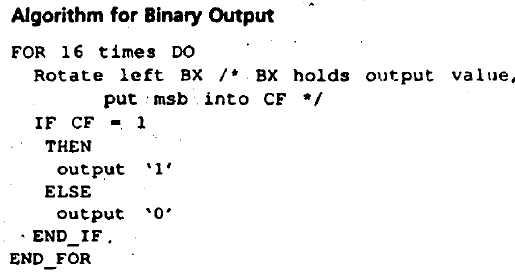 Algorithm for Binary Output
FOR 16 times DO
Rotate left BX /* BX holds output value,
put msb into CF */
IF CF = 1
THEN
output '1'
ELSE
output '0'
END_IF
END_FOR